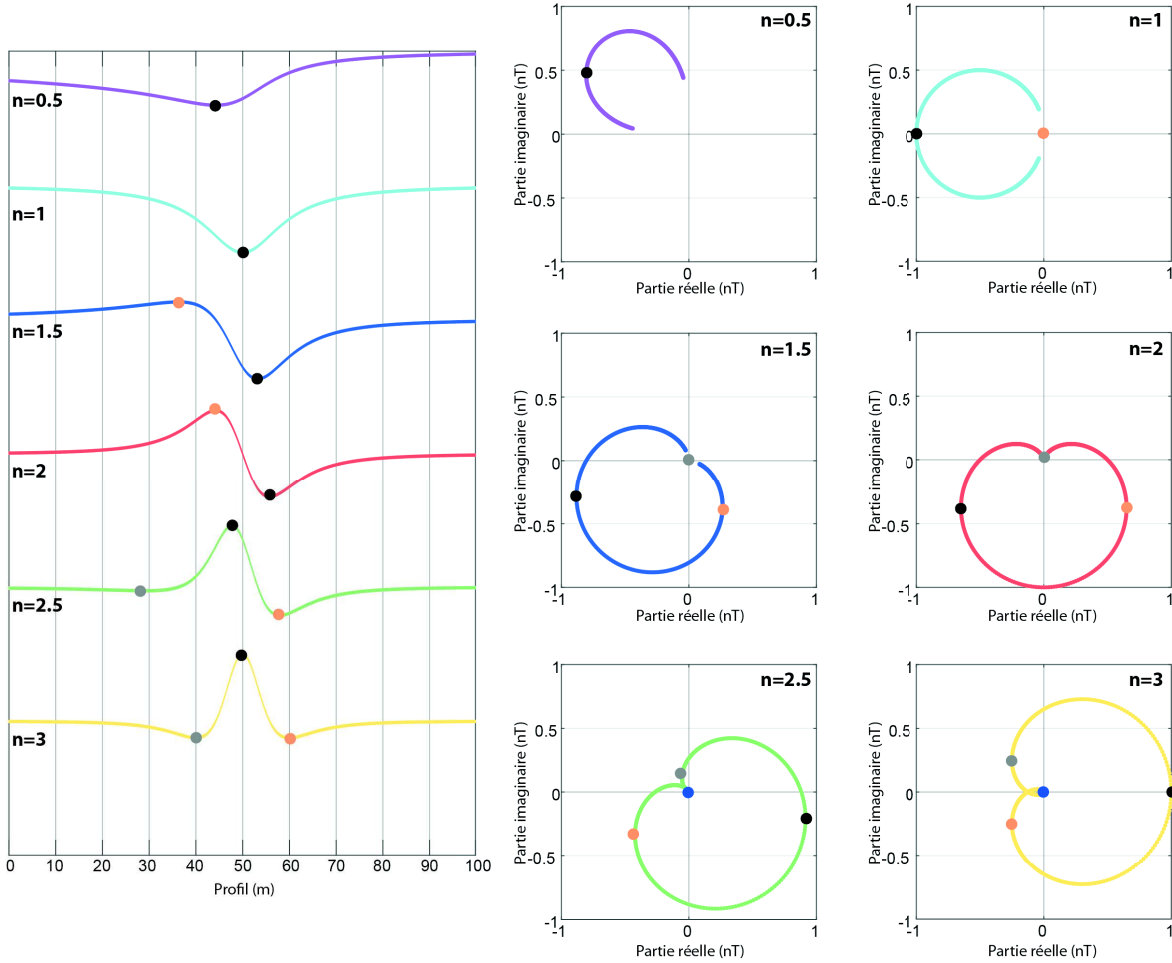 n=0.5
n=1
n=1.5
n=2
n=2.5
n=3
0 10 20 30 40 50 60 70 80 90 100
Profil (m)
n=0.5
1
0.5
0
-0.5
-1
-1 0 1
Partie imaginaire (nT)
Partie réelle (nT)
n=1
1
0.5
0
-0.5
-1
-1 0 1
Partie imaginaire (nT)
Partie réelle (nT)
n=1.5
1
0.5
0
-0.5
-1
-1 0 1
Partie imaginaire (nT)
Partie réelle (nT)
n=2
1
0.5
0
-0.5
-1
-1 0 1
Partie imaginaire (nT)
Partie réelle (nT)
n=2.5
1
0.5
0
-0.5
-1
-1 0 1
Partie imaginaire (nT)
Partie réelle (nT)
n=3
1
0.5
0
-0.5
-1
-1 0 1
Partie imaginaire (nT)
Partie réelle (nT)